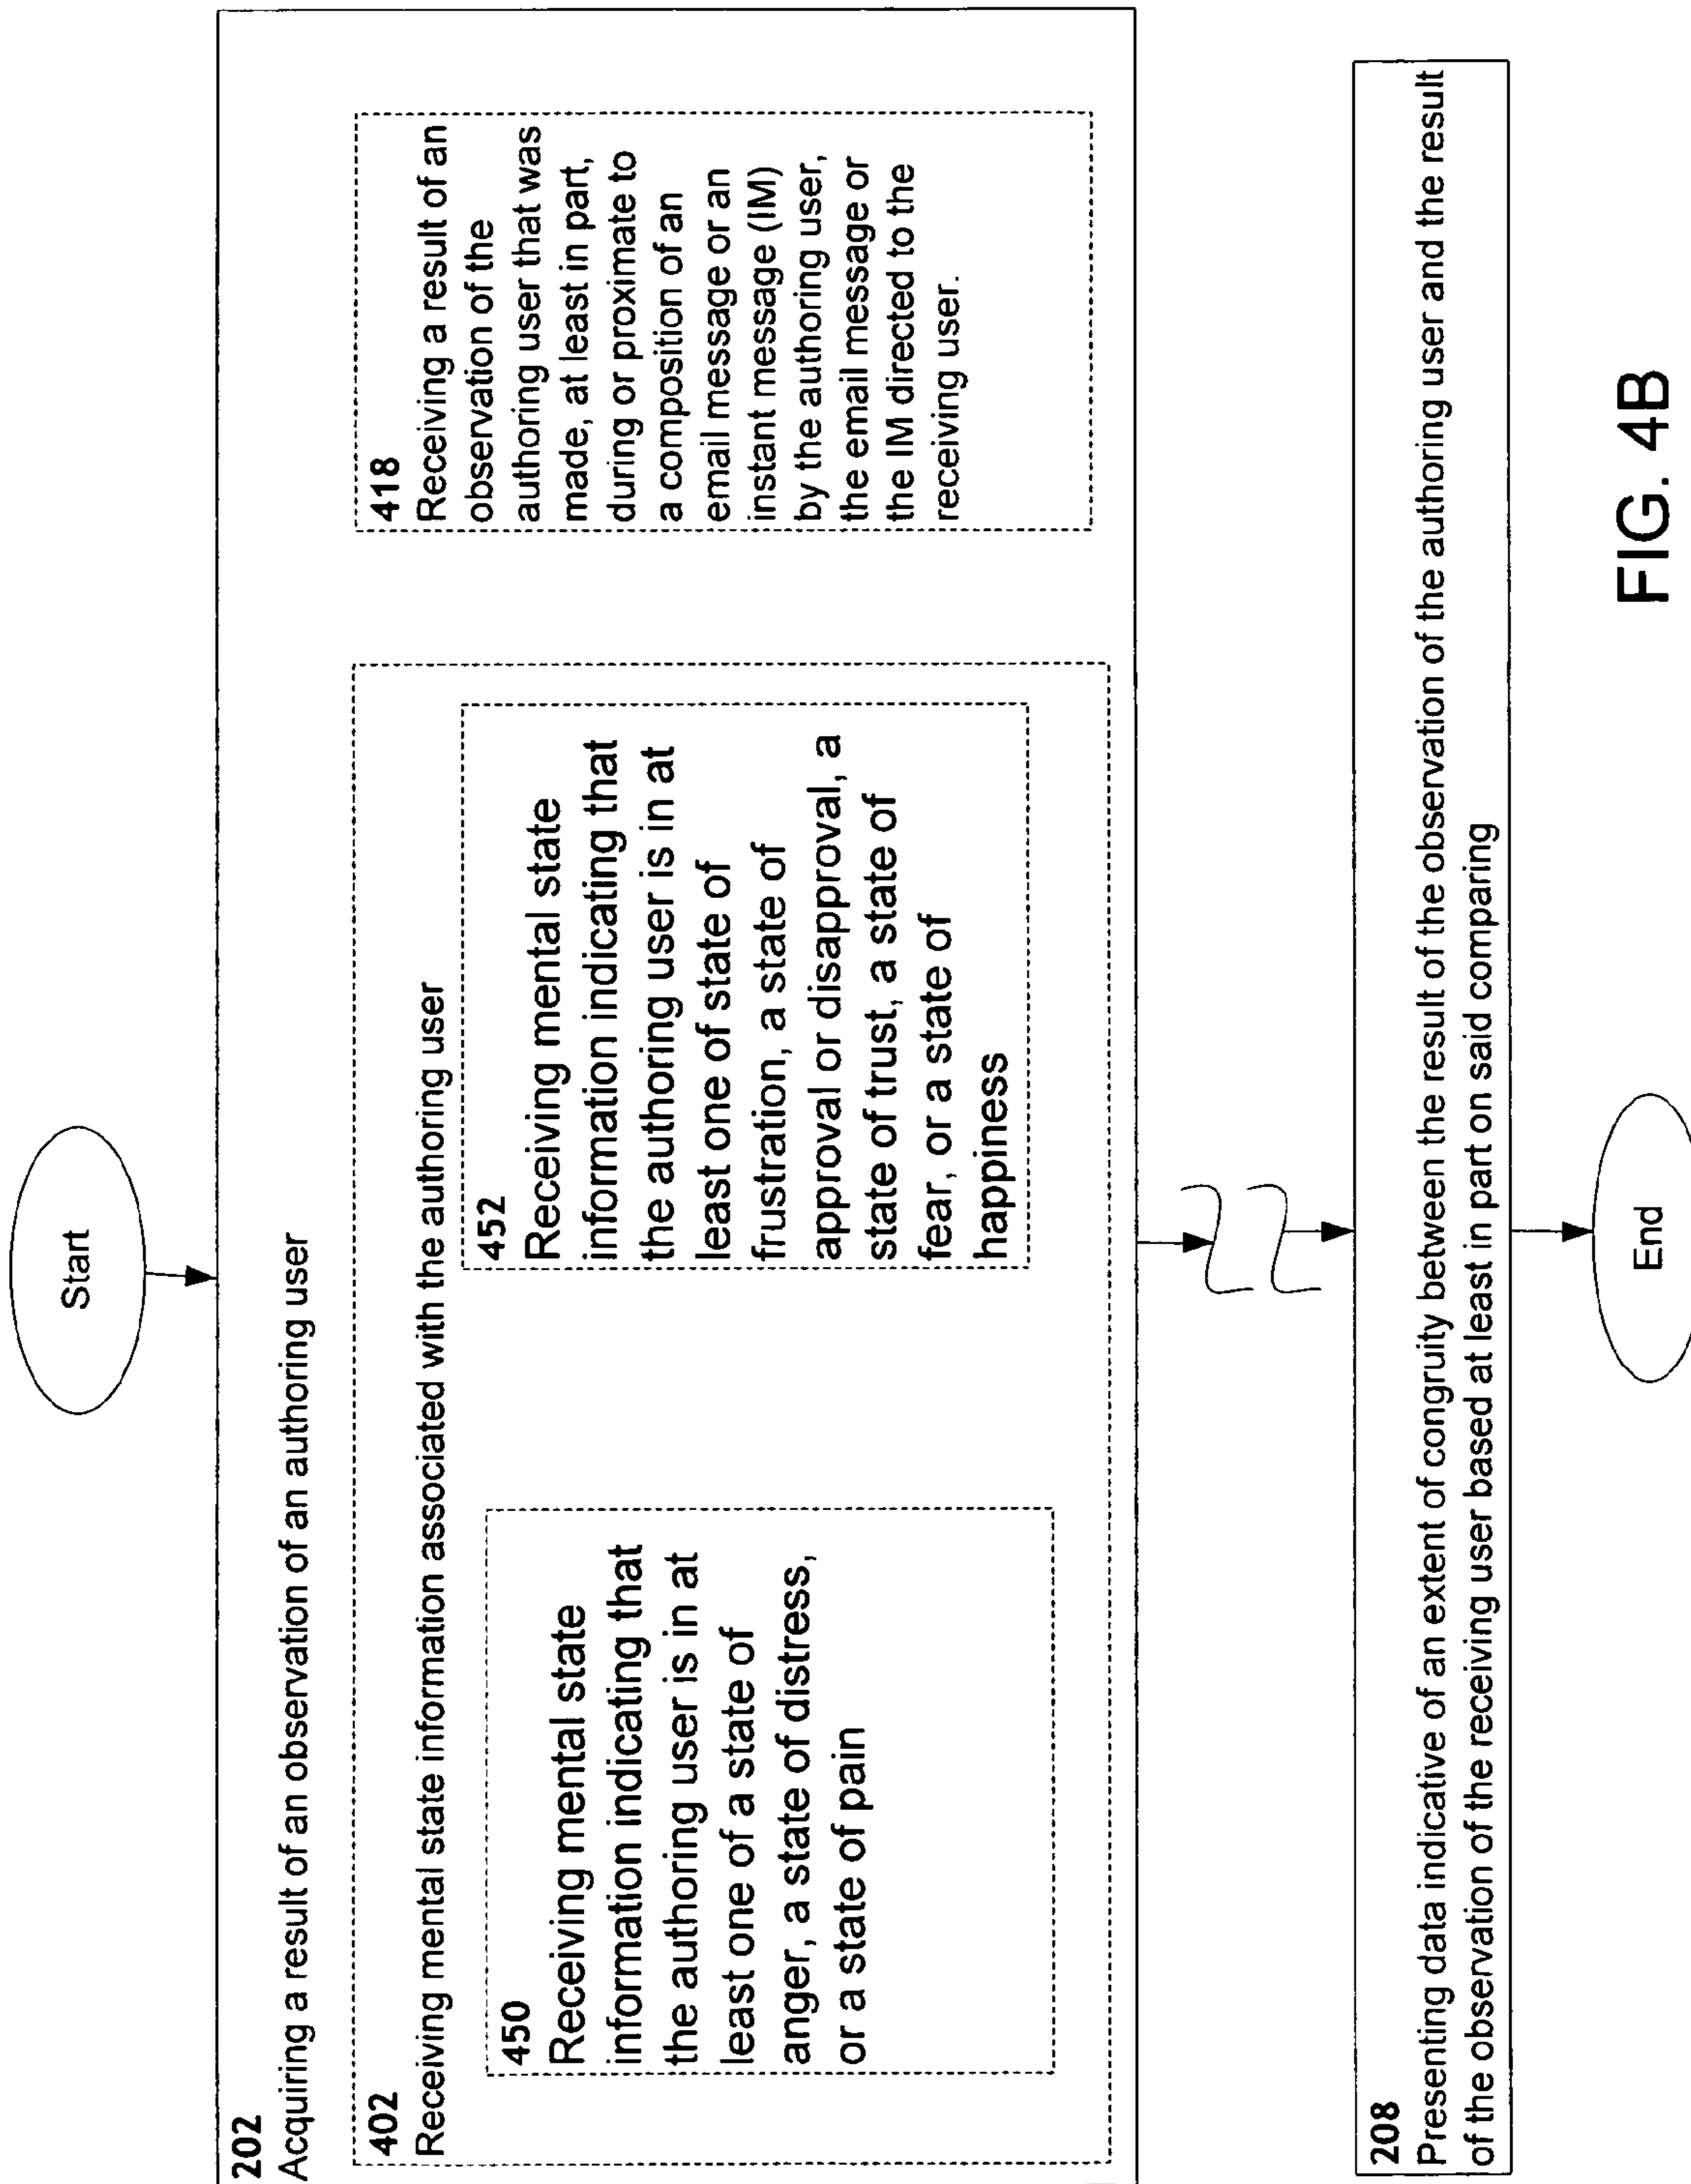 Start
202
Acquiring a result of an observation of an authoring user
402
Receiving mental state information associated with the authoring user
450
Receiving mental state
information indicating that
the authoring user is in at
least one of a state of
anger, a state of distress,
or a state of pain
452
Receiving mental state
information indicating that
the authoring user is in at
least one of state of
frustration, a state of
approval or disapproval, a
state of trust, a state of
fear, or a state of
happiness
418
Receiving a result of an
observation of the
authoring user that was
made, at least in part,
during or proximate to
a composition of an
email message or an
instant message (IM)
by the authoring user,
the email message or
the IM directed to the
receiving user.
208
Presenting data indicative of an extent of congruity between the result of the observation of the authoring user and the result
of the observation of the receiving user based at least in part on said comparing
End
FIG. 4B